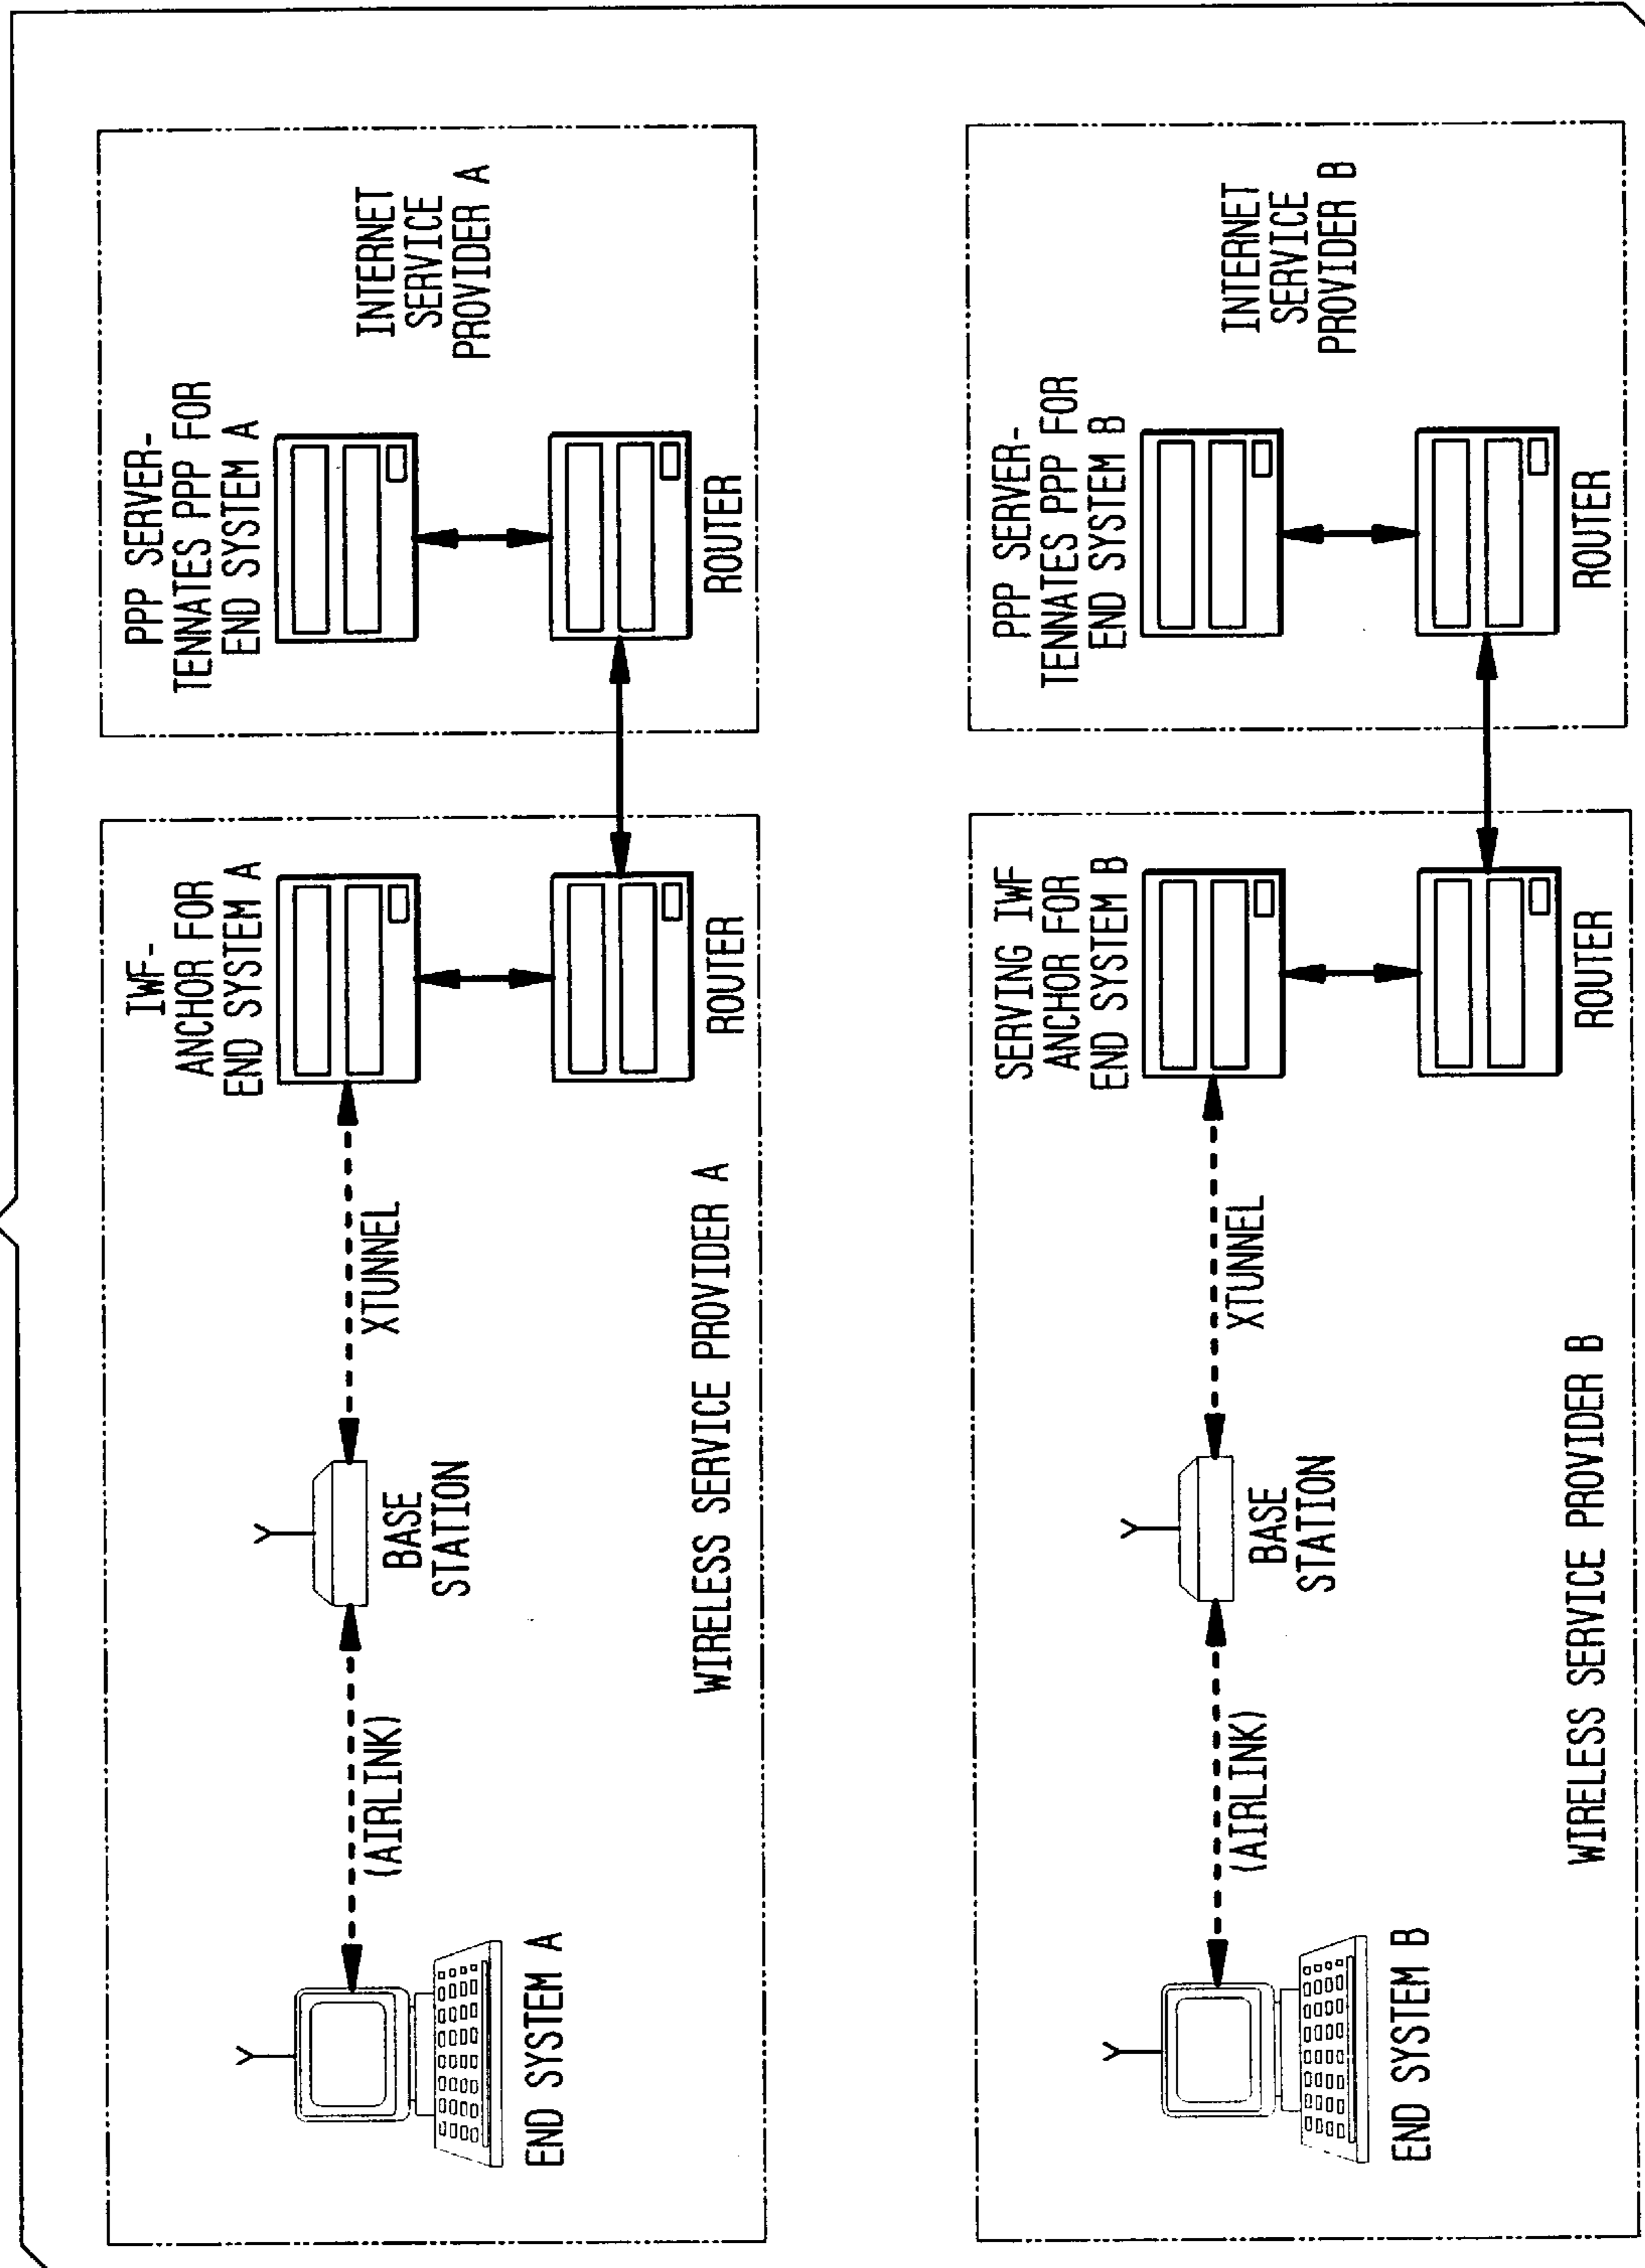 IWF-
ANCHOR FOR
END SYSTEM A
PPP SERVER-
TENNATES PPP FOR
END SYSTEM A
INTERNET
SERVICE
PROVIDER A
(AIRLINK)
XTUNNEL
BASE
STATION
END SYSTEM A
ROUTER
ROUTER
WIRELESS SERVICE PROVIDER A
SERVING IWF
ANCHOR FOR
END SYSTEM B
PPP SERVER-
TENNATES PPP FOR
END SYSTEM B
INTERNET
SERVICE
PROVIDER B
(AIRLINK)
XTUNNEL
BASE
STATION
END SYSTEM B
ROUTER
ROUTER
WIRELESS SERVICE PROVIDER B